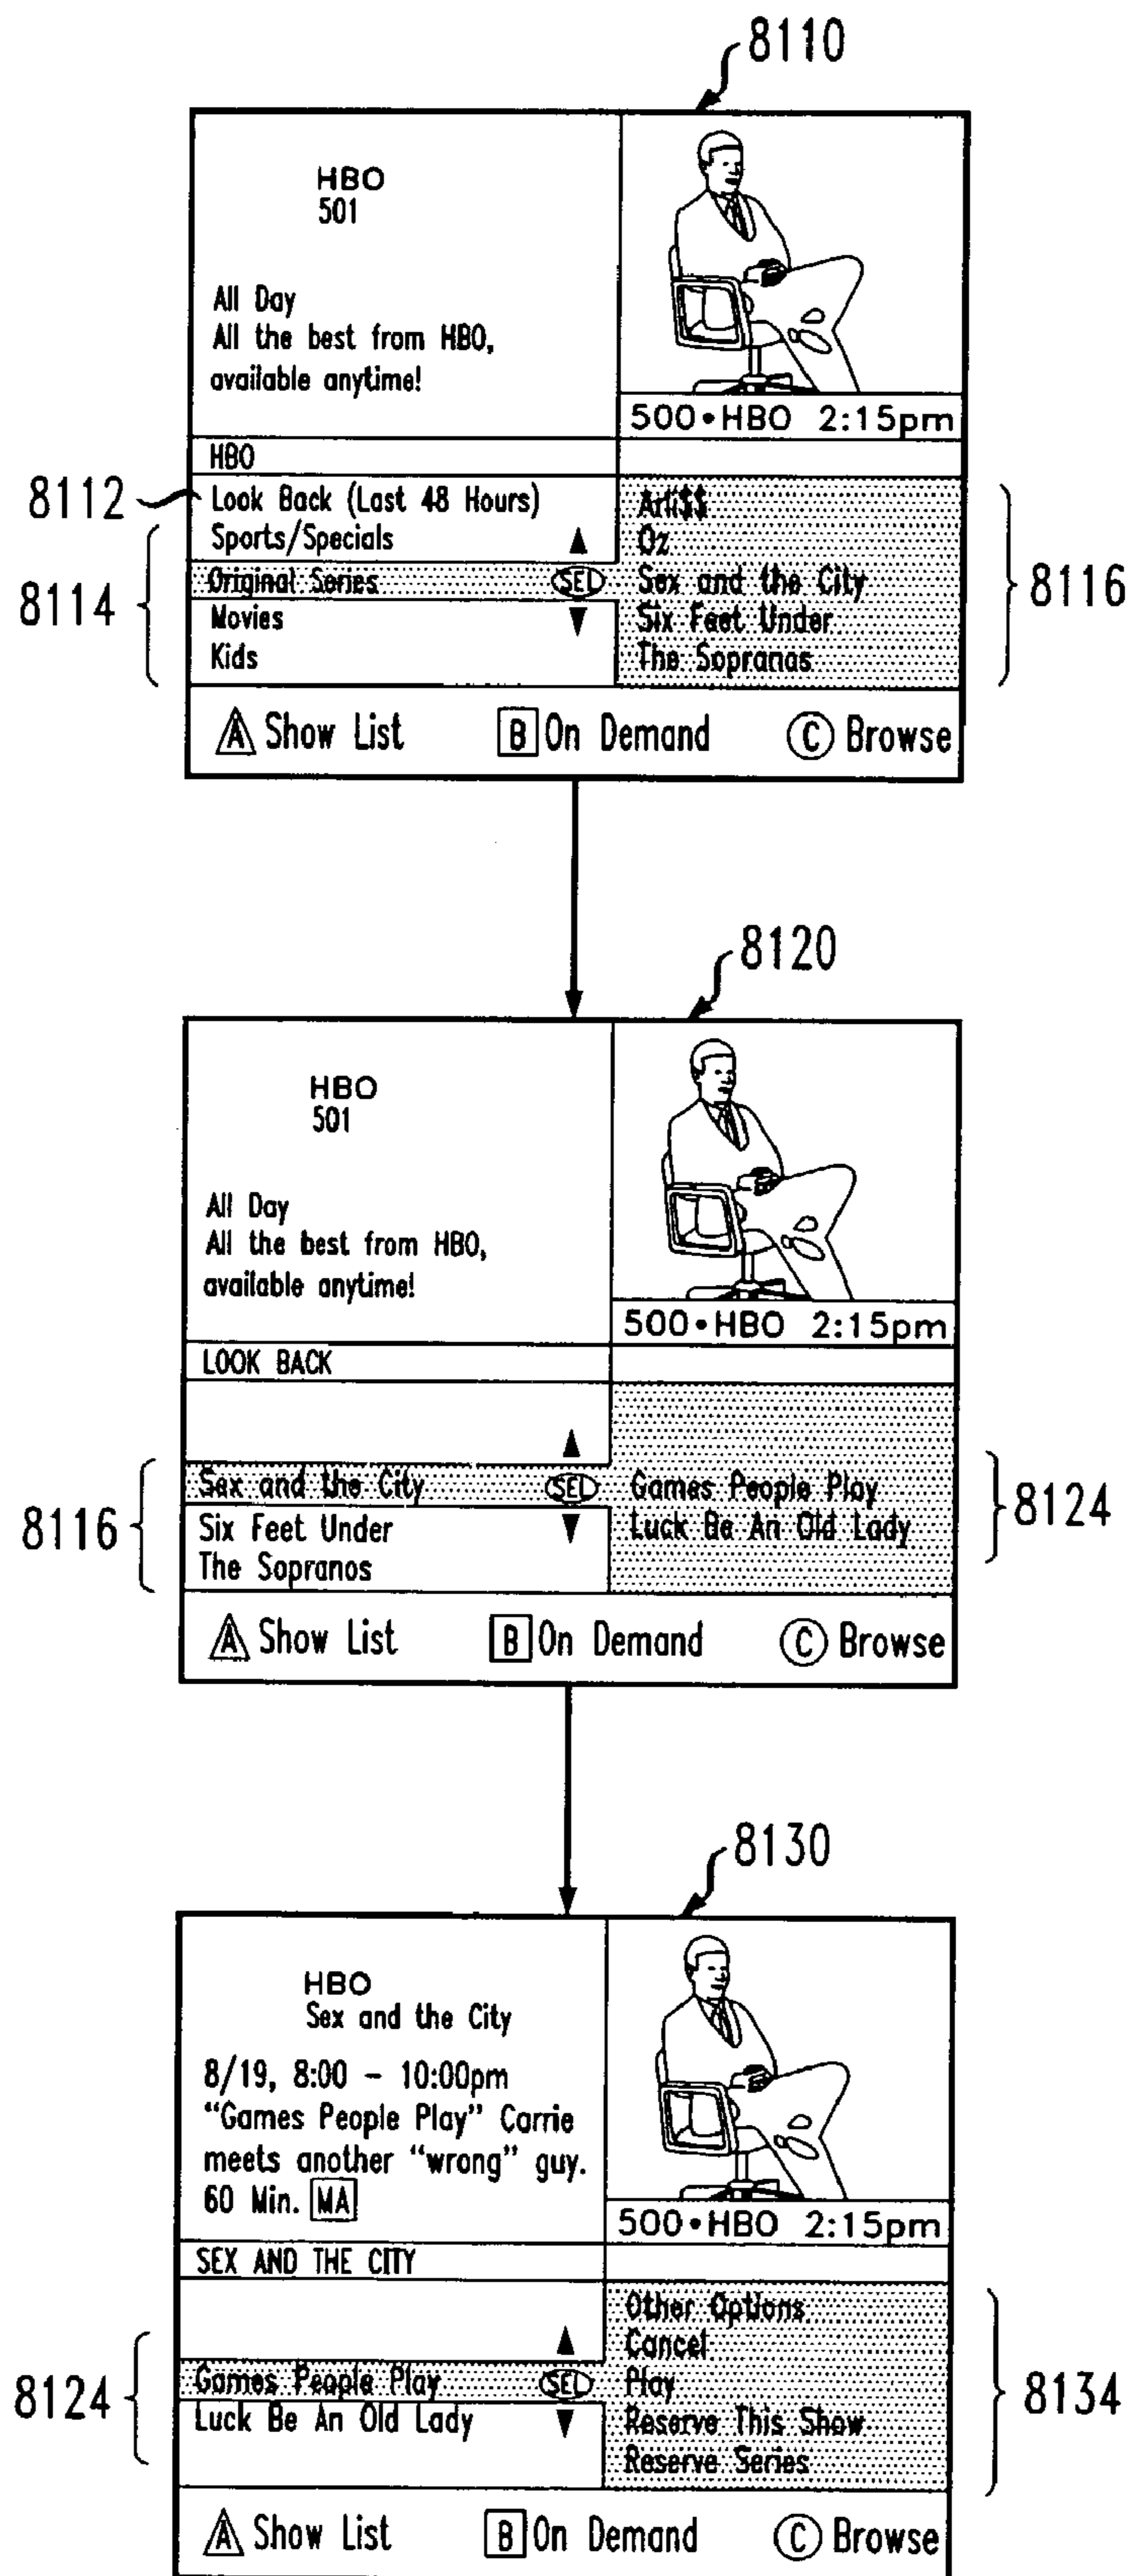 8110
HBO
501
All Day
All the best from HBO,
available anytime!
500•HBO 2:15pm
HBO
8112
Look Back (Last 48 Hours)
Sports/Specials
Original Series
SEL
Movies
Kids
8114
Arli$$
Oz
Sex and the City
Six Feet Under
The Sopranos
8116
A Show List
B On Demand
C Browse
8120
HBO
501
All Day
All the best from HBO,
available anytime!
500•HBO 2:15pm
LOOK BACK
Sex and the City
SEL
Six Feet Under
The Sopranos
8116
Games People Play
Luck Be An Old Lady
8124
A Show List
B On Demand
C Browse
8130
HBO
Sex and the City
8/19, 8:00 - 10:00pm
“Games People Play” Carrie
meets another “wrong” guy.
60 Min. MA
500•HBO 2:15pm
SEX AND THE CITY
Games People Play
SEL
Luck Be An Old Lady
8124
Other Options
Cancel
Play
Reserve This Show
Reserve Series
8134
A Show List
B On Demand
C Browse